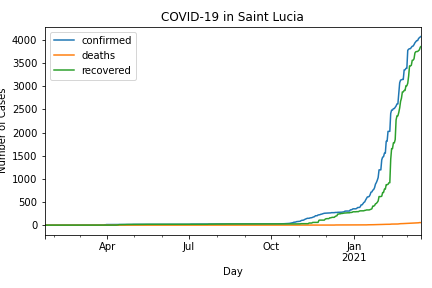 COVID-19 in Saint Lucia
confirmed
deaths
recovered
4000
3500
3000
2500
2000
1500
1000
500
0
Number of Cases
Apr
Jul
Oct
Jan
2021
Day